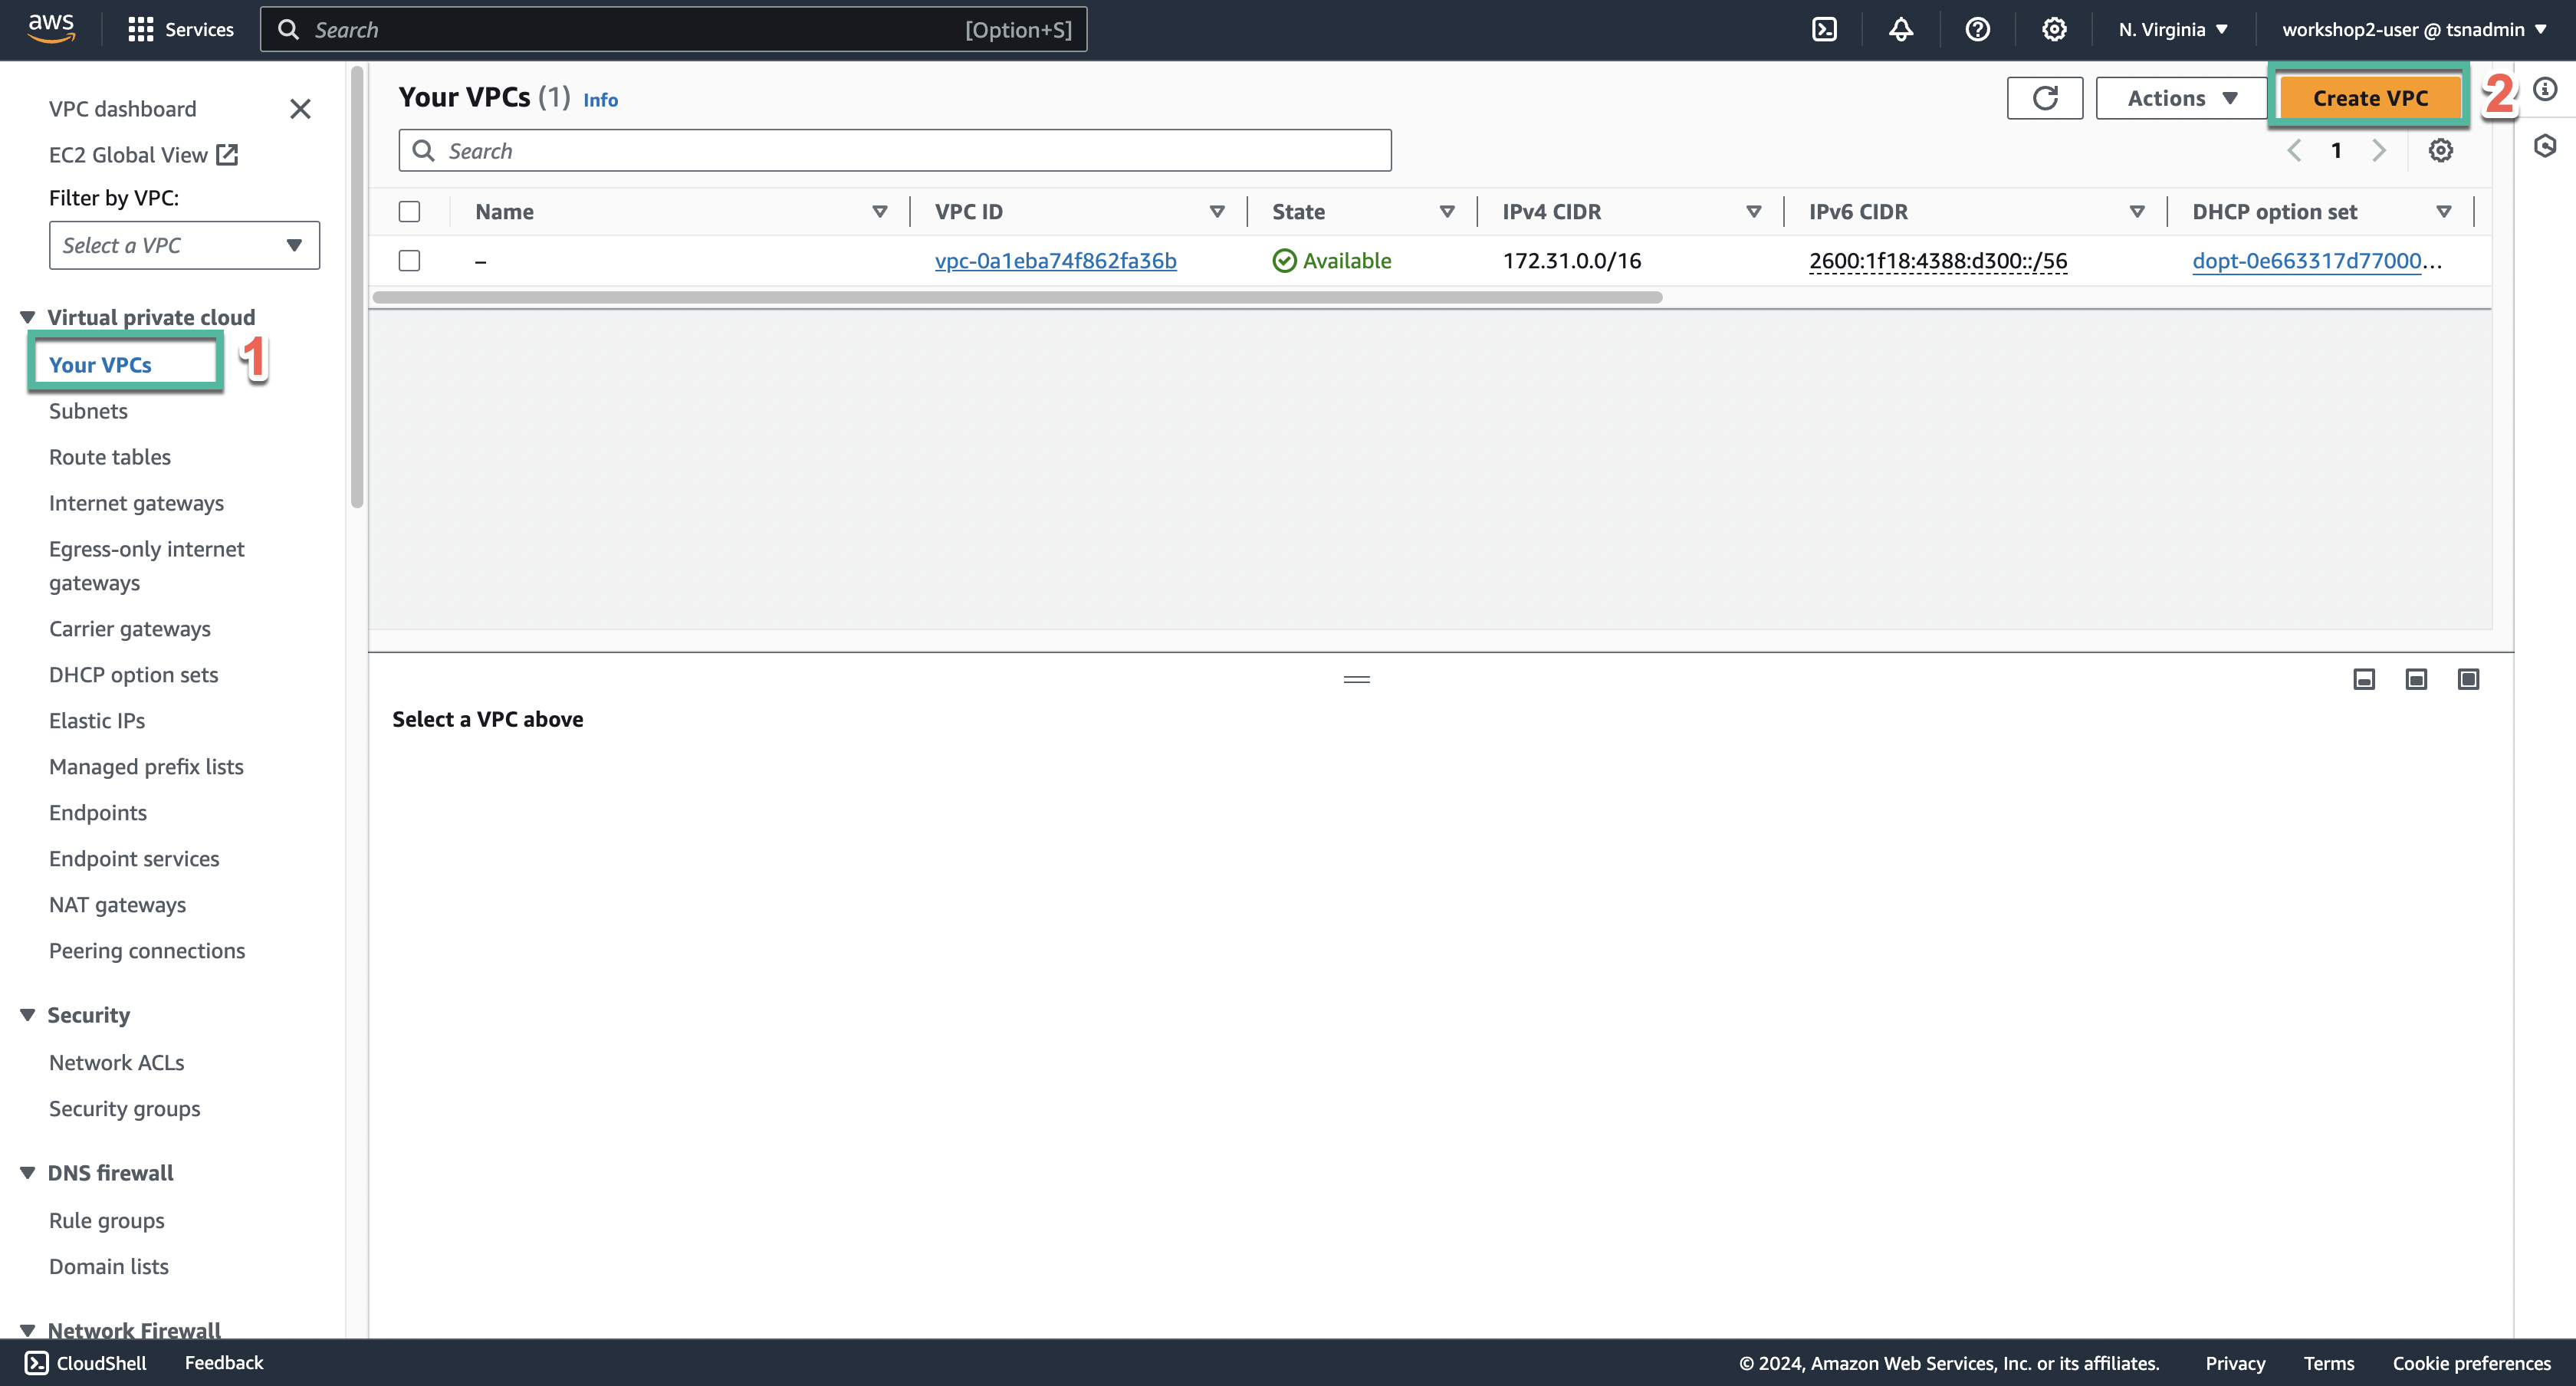 aws
Services
Search [Option+S]
N. Virginia
workshop2-user @ tsnadmin
VPC dashboard
EC2 Global View
Filter by VPC:
Select a VPC
Virtual private cloud
Your VPCs
1
Subnets
Route tables
Internet gateways
Egress-only internet
gateways
Carrier gateways
DHCP option sets
Elastic IPs
Managed prefix lists
Endpoints
Endpoint services
NAT gateways
Peering connections
Security
Network ACLs
Security groups
DNS firewall
Rule groups
Domain lists
Network Firewall
Your VPCs (1) Info
Actions
Create VPC
2
Search
1
Name VPC ID State IPv4 CIDR IPv6 CIDR DHCP option set
– vpc-0a1eba74f862fa36b Available 172.31.0.0/16 2600:1f18:4388:d300::/56 dopt-0e663317d77000...
Select a VPC above
CloudShell Feedback © 2024, Amazon Web Services, Inc. or its affiliates. Privacy Terms Cookie preferences